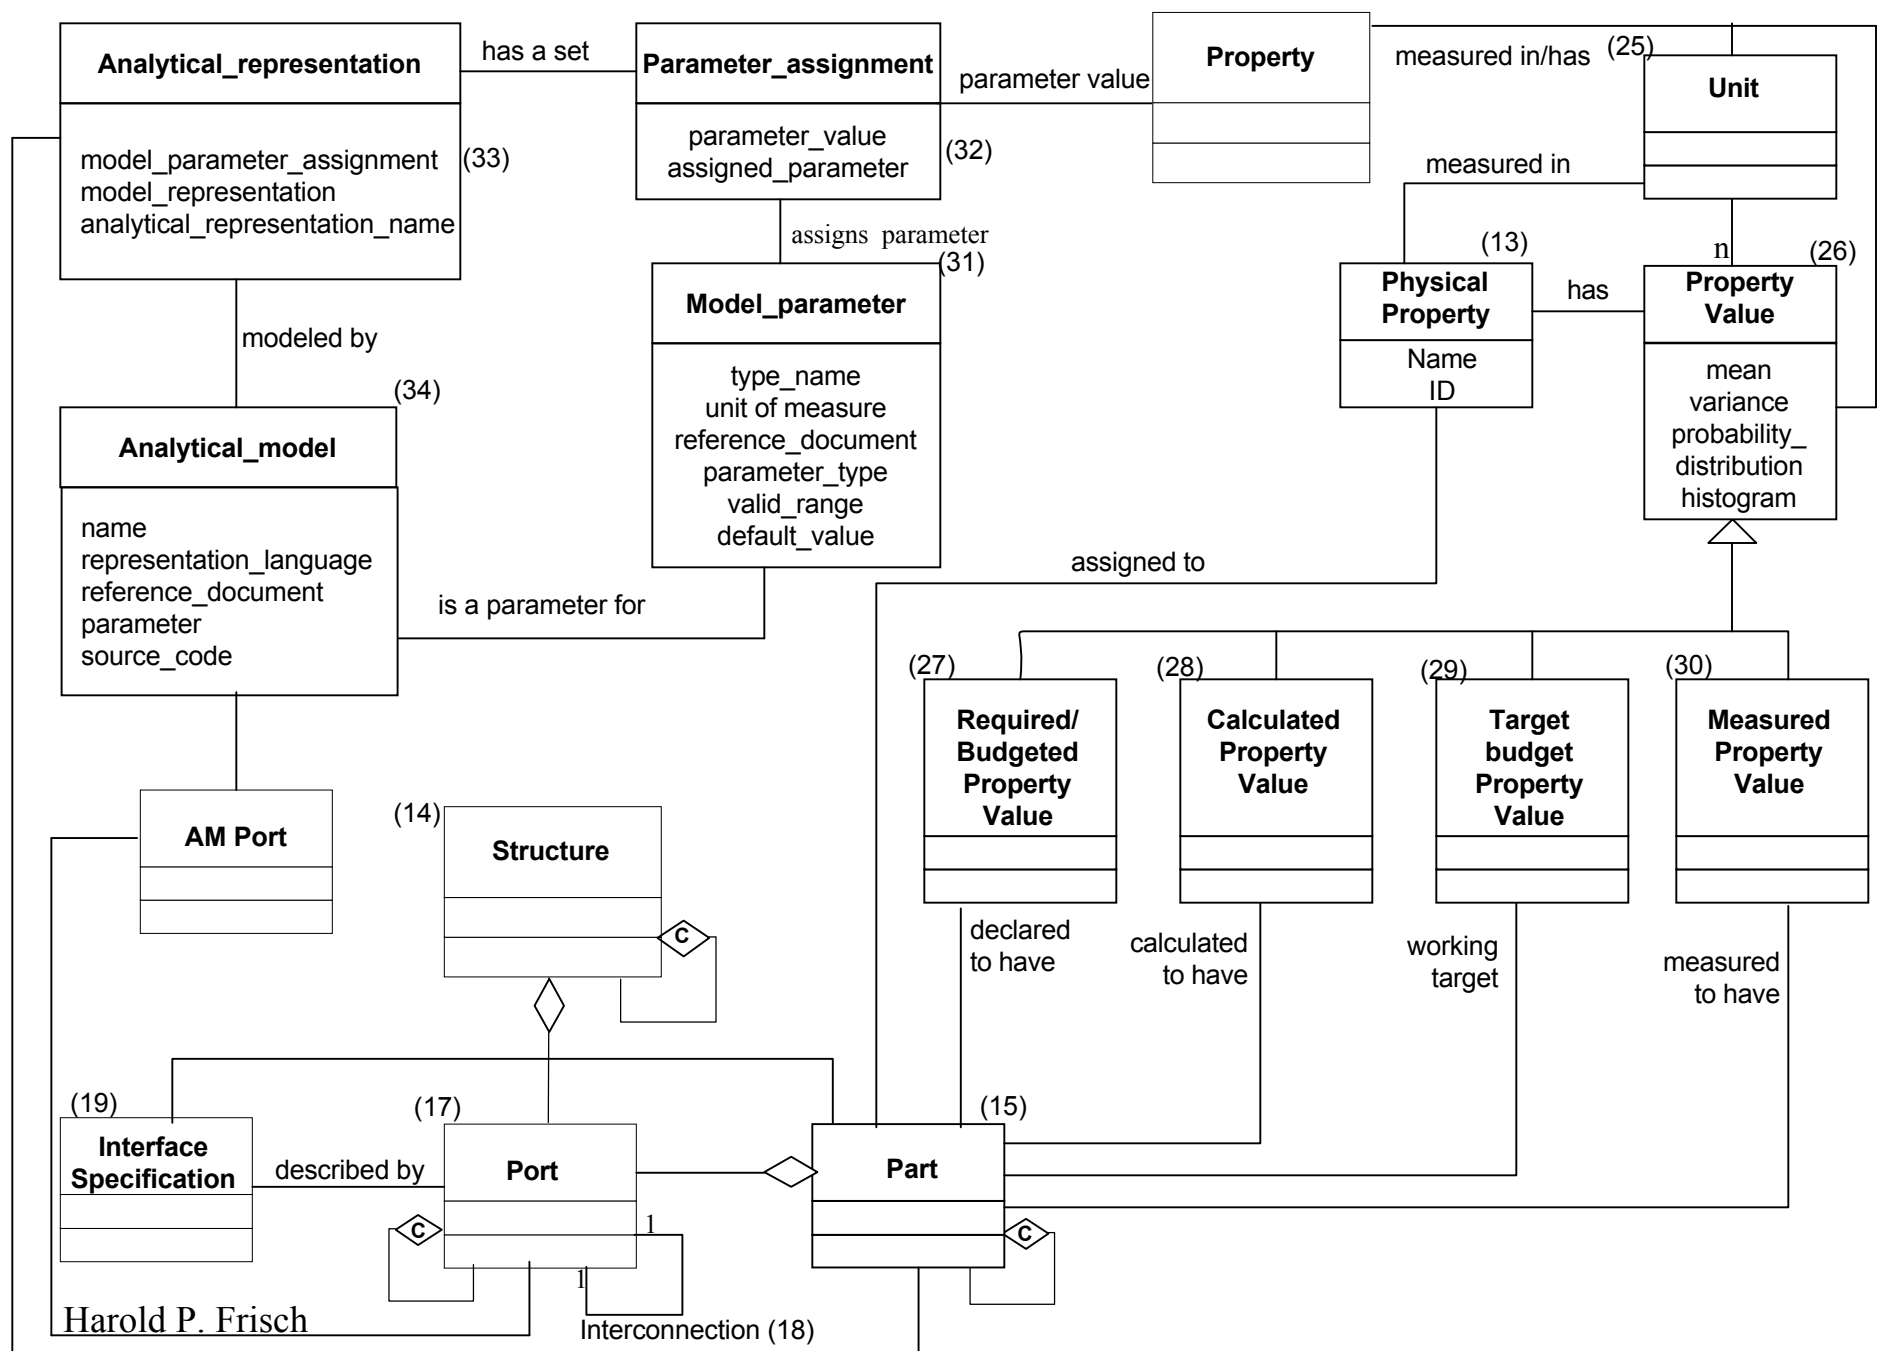 Analytical_representation
model_parameter_assignment
model_representation
analytical_representation_name
(33)
has a set
Parameter_assignment
parameter_value
assigned_parameter
(32)
parameter value
Property
measured in/has
(25)
Unit
measured in
assigns parameter
(31)
Model_parameter
type_name
unit of measure
reference_document
parameter_type
valid_range
default_value
(13)
Physical
Property
Name
ID
has
n
(26)
Property
Value
mean
variance
probability_
distribution
histogram
modeled by
(34)
Analytical_model
name
representation_language
reference_document
parameter
source_code
is a parameter for
assigned to
(27)
Required/
Budgeted
Property
Value
(28)
Calculated
Property
Value
(29)
Target
budget
Property
Value
(30)
Measured
Property
Value
AM Port
(14)
Structure
C
declared
to have
calculated
to have
working
target
measured
to have
(19)
Interface
Specification
described by
(17)
Port
C
1
1
(15)
Part
C
Harold P. Frisch
Interconnection (18)